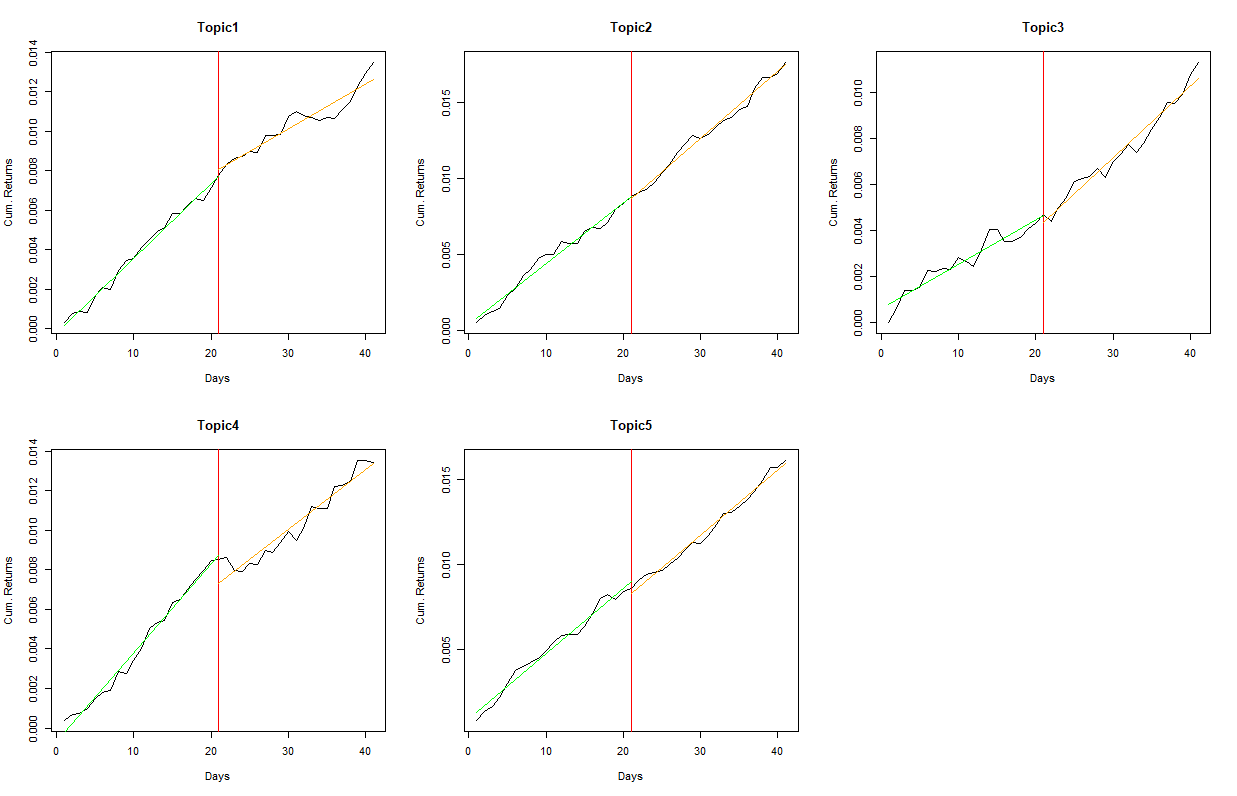 Topic1
Cum. Returns
0.014
0.012
0.010
0.008
0.006
0.004
0.002
0.000
0 10 20 30 40
Days
Topic2
Cum. Returns
0.015
0.010
0.005
0.000
0 10 20 30 40
Days
Topic3
Cum. Returns
0.010
0.008
0.006
0.004
0.002
0.000
0 10 20 30 40
Days
Topic4
Cum. Returns
0.014
0.012
0.010
0.008
0.006
0.004
0.002
0.000
0 10 20 30 40
Days
Topic5
Cum. Returns
0.015
0.010
0.005
0 10 20 30 40
Days